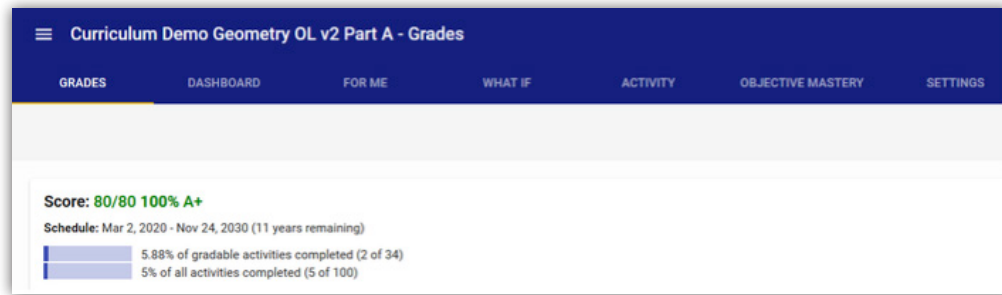 Curriculum Demo Geometry OL v2 Part A - Grades
GRADES DASHBOARD FOR ME WHAT IF ACTIVITY OBJECTIVE MASTERY SETTINGS
Score: 80/80 100% A+
Schedule: Mar 2, 2020 - Nov 24, 2030 (11 years remaining)
5.88% of gradable activities completed (2 of 34)
5% of all activities completed (5 of 100)